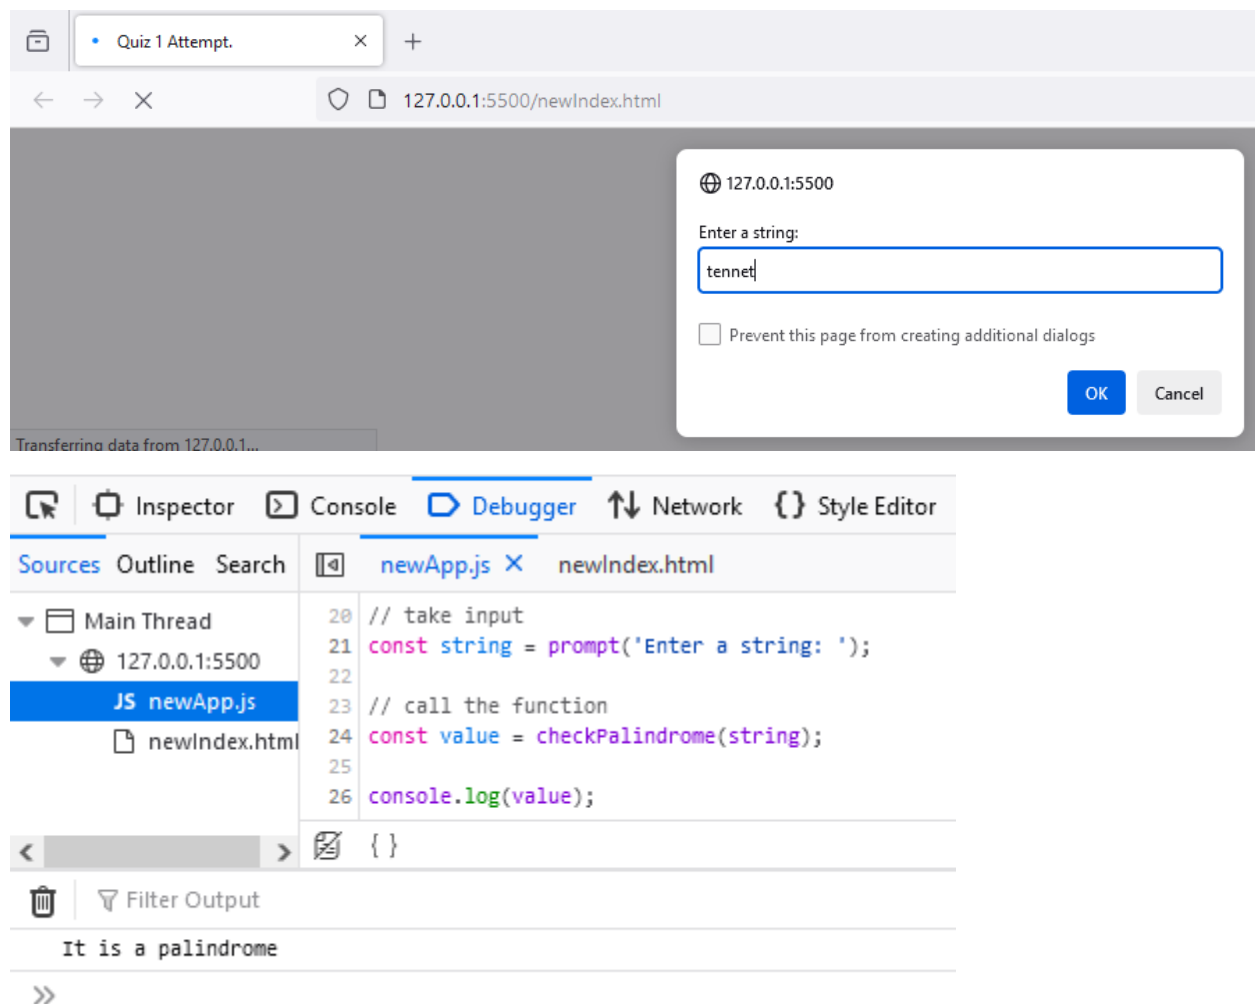 Quiz 1 Attempt.
127.0.0.1:5500/newIndex.html
127.0.0.1:5500
Enter a string:
tennet
Prevent this page from creating additional dialogs
OK Cancel
Transferring data from 127.0.0.1...
Inspector Console Debugger Network {} Style Editor
Sources Outline Search newApp.js newIndex.html
Main Thread
127.0.0.1:5500
JS newApp.js
newIndex.html
20 // take input
21 const string = prompt('Enter a string: ');
22
23 // call the function
24 const value = checkPalindrome(string);
25
26 console.log(value);
{ }
Filter Output
It is a palindrome